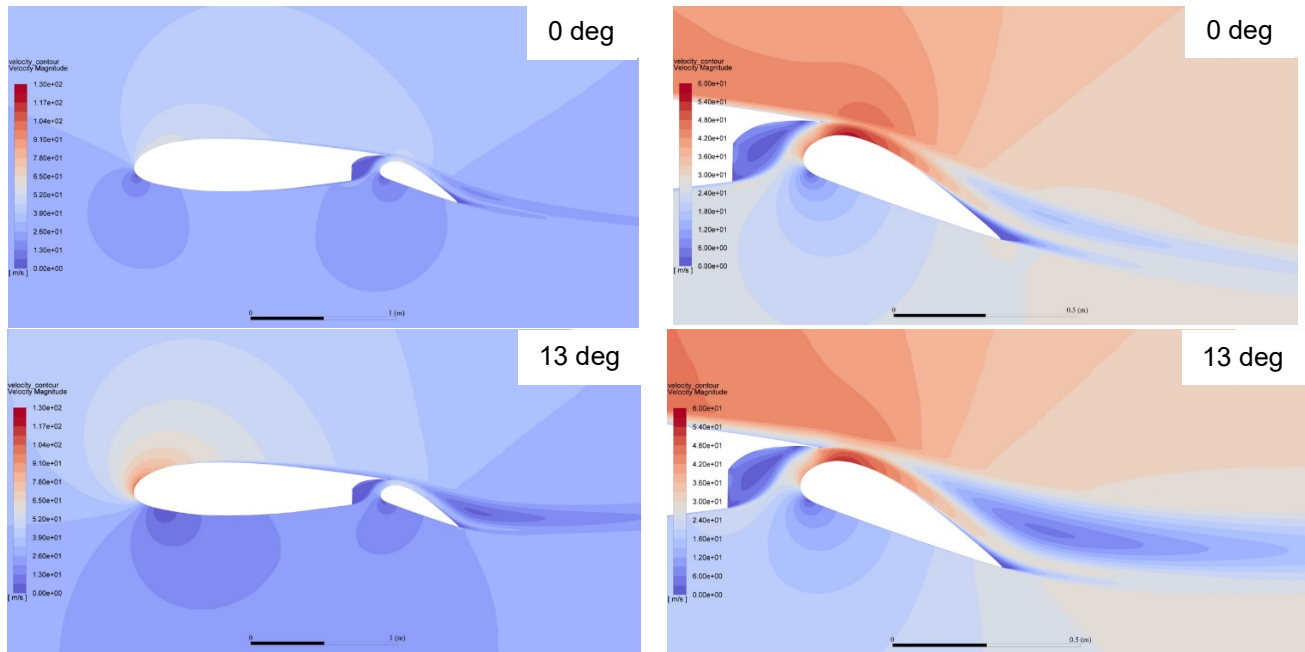 0 deg
velocity_contour
Velocity Magnitude
1.30e+02
1.17e+02
1.04e+02
9.10e+01
7.80e+01
6.50e+01
5.20e+01
3.90e+01
2.60e+01
1.30e+01
0.00e+00
[ m/s ]
0
1 (m)
0 deg
velocity_contour
Velocity Magnitude
6.00e+01
5.40e+01
4.80e+01
4.20e+01
3.60e+01
3.00e+01
2.40e+01
1.80e+01
1.20e+01
6.00e+00
0.00e+00
[ m/s ]
0
0.5 (m)
13 deg
velocity_contour
Velocity Magnitude
1.30e+02
1.17e+02
1.04e+02
9.10e+01
7.80e+01
6.50e+01
5.20e+01
3.90e+01
2.60e+01
1.30e+01
0.00e+00
[ m/s ]
0
1 (m)
13 deg
velocity_contour
Velocity Magnitude
6.00e+01
5.40e+01
4.80e+01
4.20e+01
3.60e+01
3.00e+01
2.40e+01
1.80e+01
1.20e+01
6.00e+00
0.00e+00
[ m/s ]
0
0.5 (m)